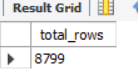 Result Grid
total_rows
8799